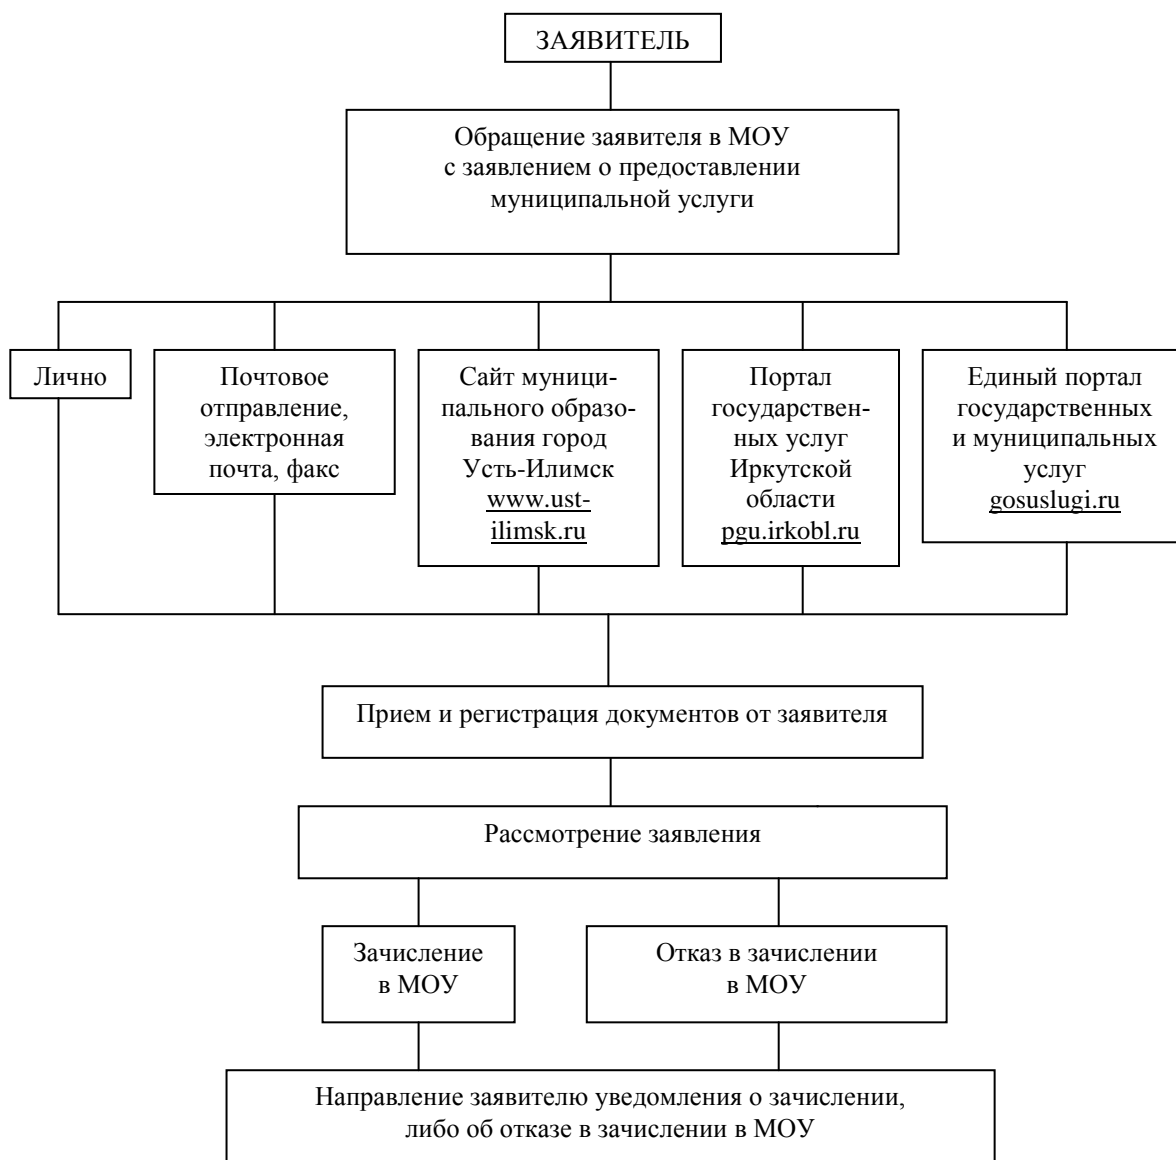 ЗАЯВИТЕЛЬ
Обращение заявителя в МОУ
с заявлением о предоставлении
муниципальной услуги
Лично
Почтовое
отправление,
электронная
почта, факс
Сайт муници-
пального образо-
вания город
Усть-Илимск
www.ust-
ilimsk.ru
Портал
государствен-
ных услуг
Иркутской
области
pgu.irkobl.ru
Единый портал
государственных
и муниципальных
услуг
gosuslugi.ru
Прием и регистрация документов от заявителя
Рассмотрение заявления
Зачисление
в МОУ
Отказ в зачислении
в МОУ
Направление заявителю уведомления о зачислении,
либо об отказе в зачислении в МОУ